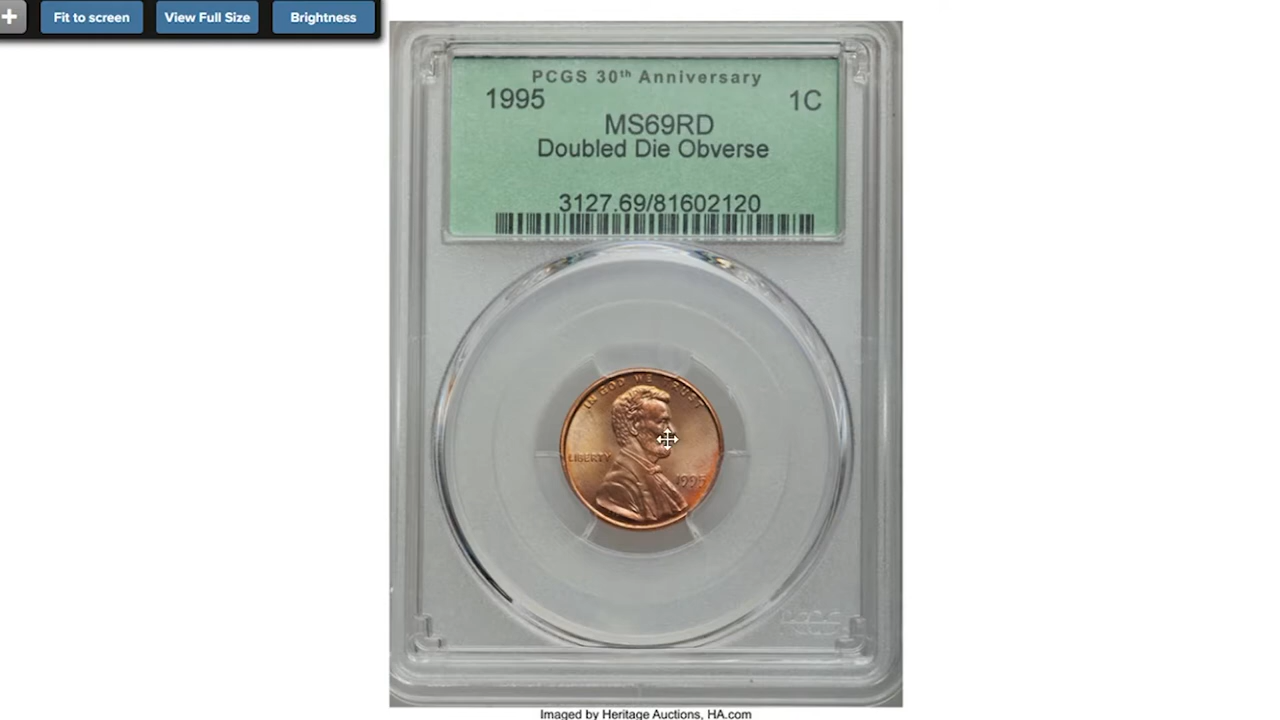 Fit to screen
View Full Size
Brightness
PCGS 30th Anniversary
1995 1C
MS69RD
Doubled Die Obverse
3127.69/81602120
IN GOD WE TRUST
LIBERTY
1995
PCGS
Imaged by Heritage Auctions, HA.com